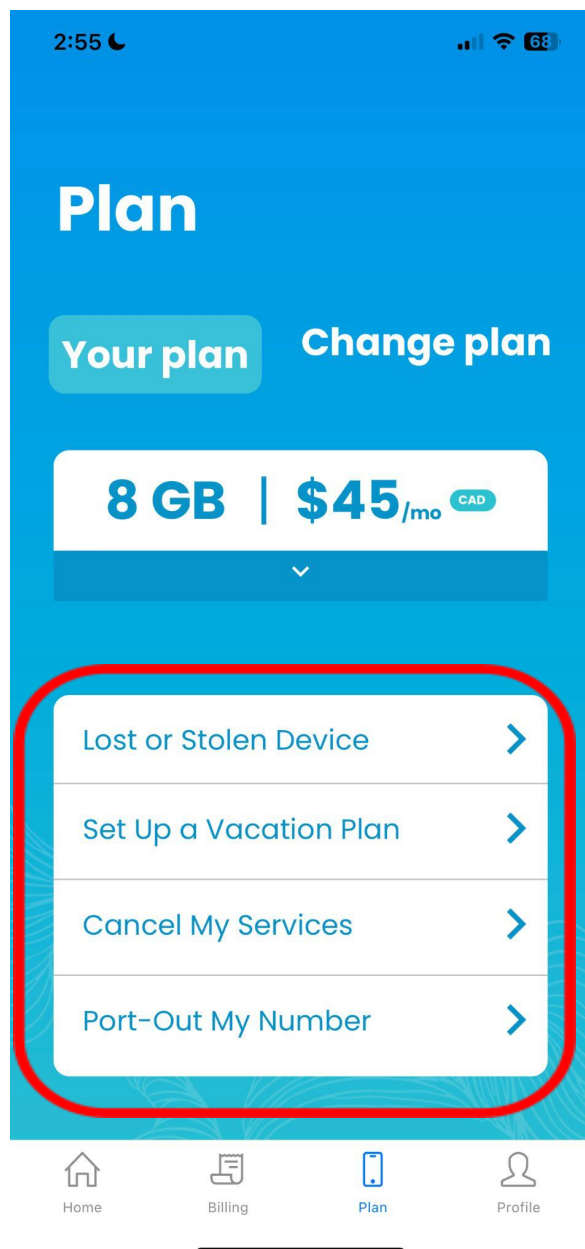 2:55
68
Plan
Your plan
Change plan
8 GB | $45/mo CAD
Lost or Stolen Device
Set Up a Vacation Plan
Cancel My Services
Port-Out My Number
Home
Billing
Plan
Profile